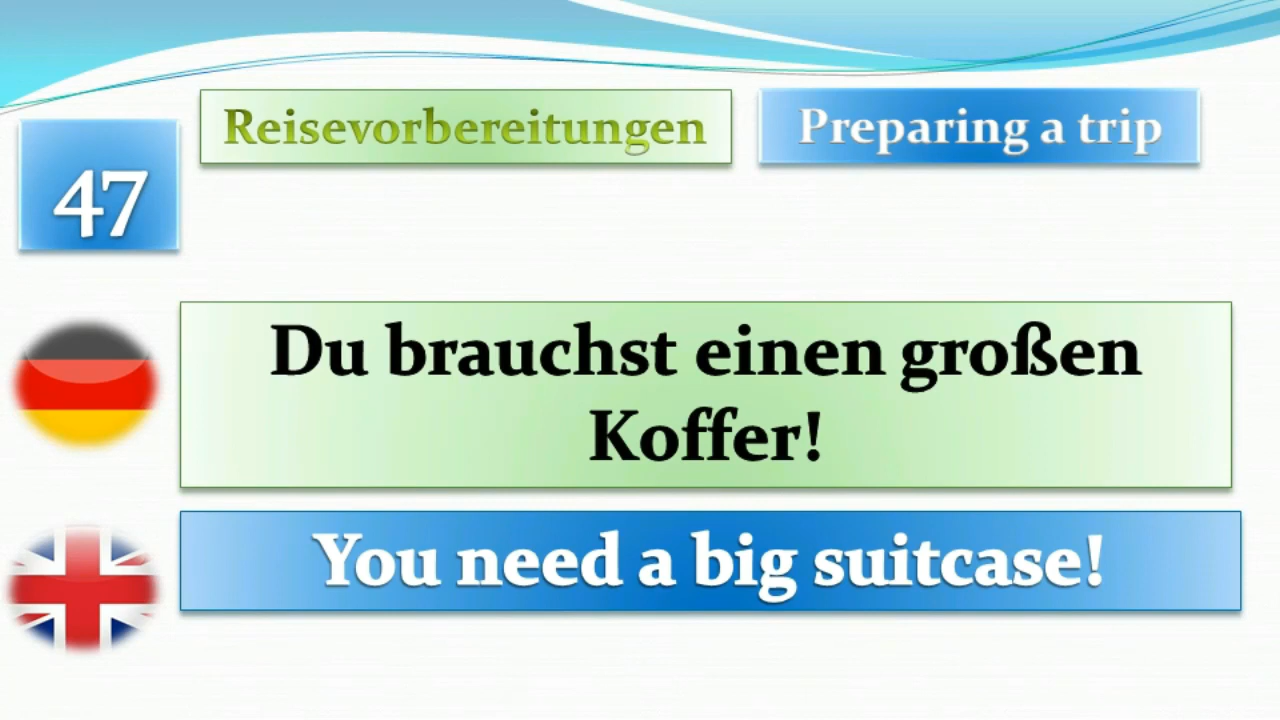 Reisevorbereitungen
Preparing a trip
47
Du brauchst einen großen
Koffer!
You need a big suitcase!